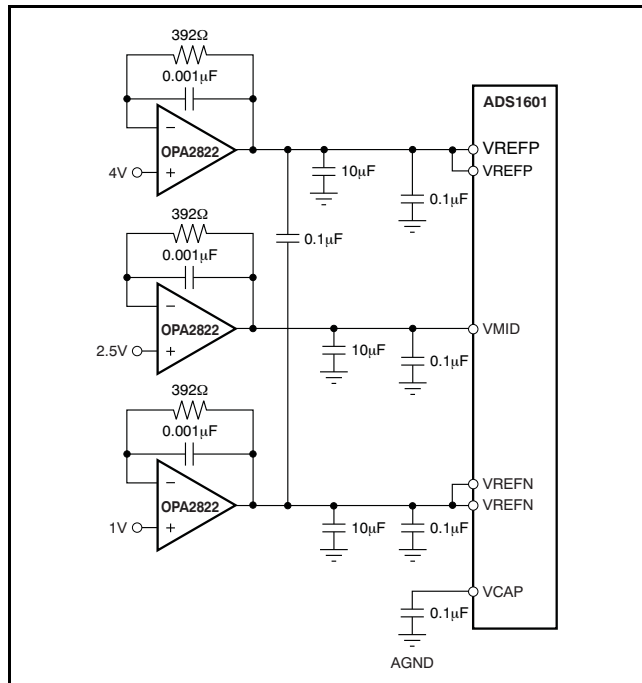 392Ω
0.001µF
OPA2822
4V
ADS1601
VREFP
VREFP
10µF
0.1µF
0.1µF
392Ω
0.001µF
OPA2822
2.5V
VMID
10µF
0.1µF
392Ω
0.001µF
OPA2822
1V
VREFN
VREFN
10µF
0.1µF
VCAP
0.1µF
AGND